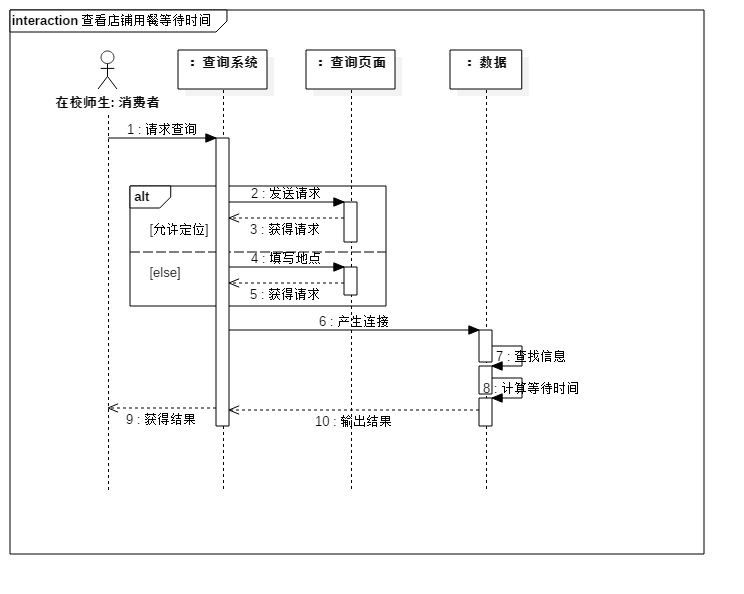 interaction 查看店铺用餐等待时间
: 查询系统
: 查询页面
: 数据
在校师生: 消费者
1 : 请求查询
alt
2 : 发送请求
[允许定位]
3 : 获得请求
4 : 填写地点
[else]
5 : 获得请求
6 : 产生连接
7 : 查找信息
8 : 计算等待时间
9 : 获得结果
10 : 输出结果